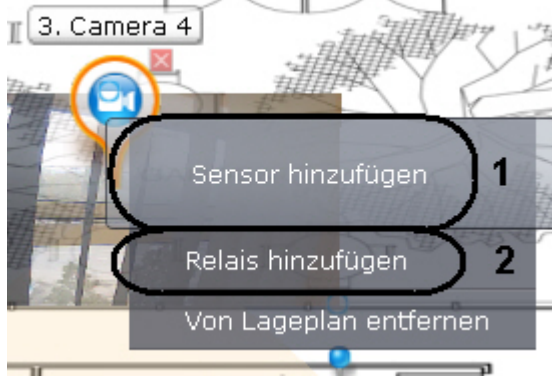 3. Camera 4
Sensor hinzufügen 1
Relais hinzufügen 2
Von Lageplan entfernen